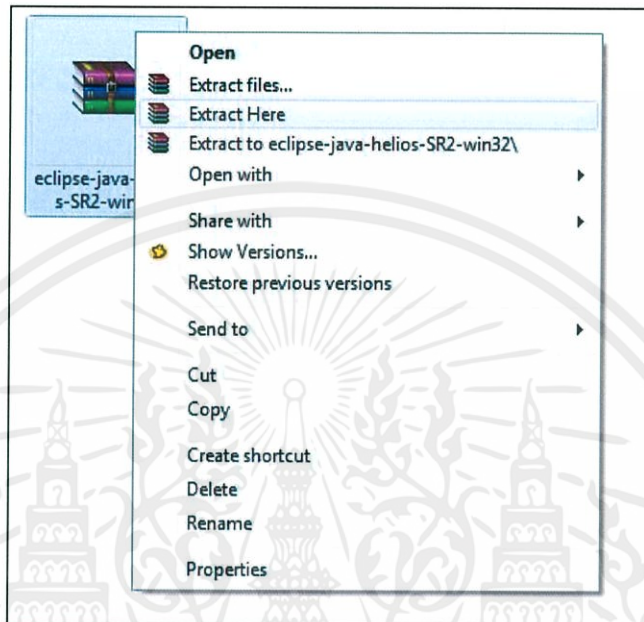 Open
Extract files...
Extract Here
Extract to eclipse-java-helios-SR2-win32\
Open with
eclipse-java-
s-SR2-win
Share with
Show Versions...
Restore previous versions
Send to
Cut
Copy
Create shortcut
Delete
Rename
Properties